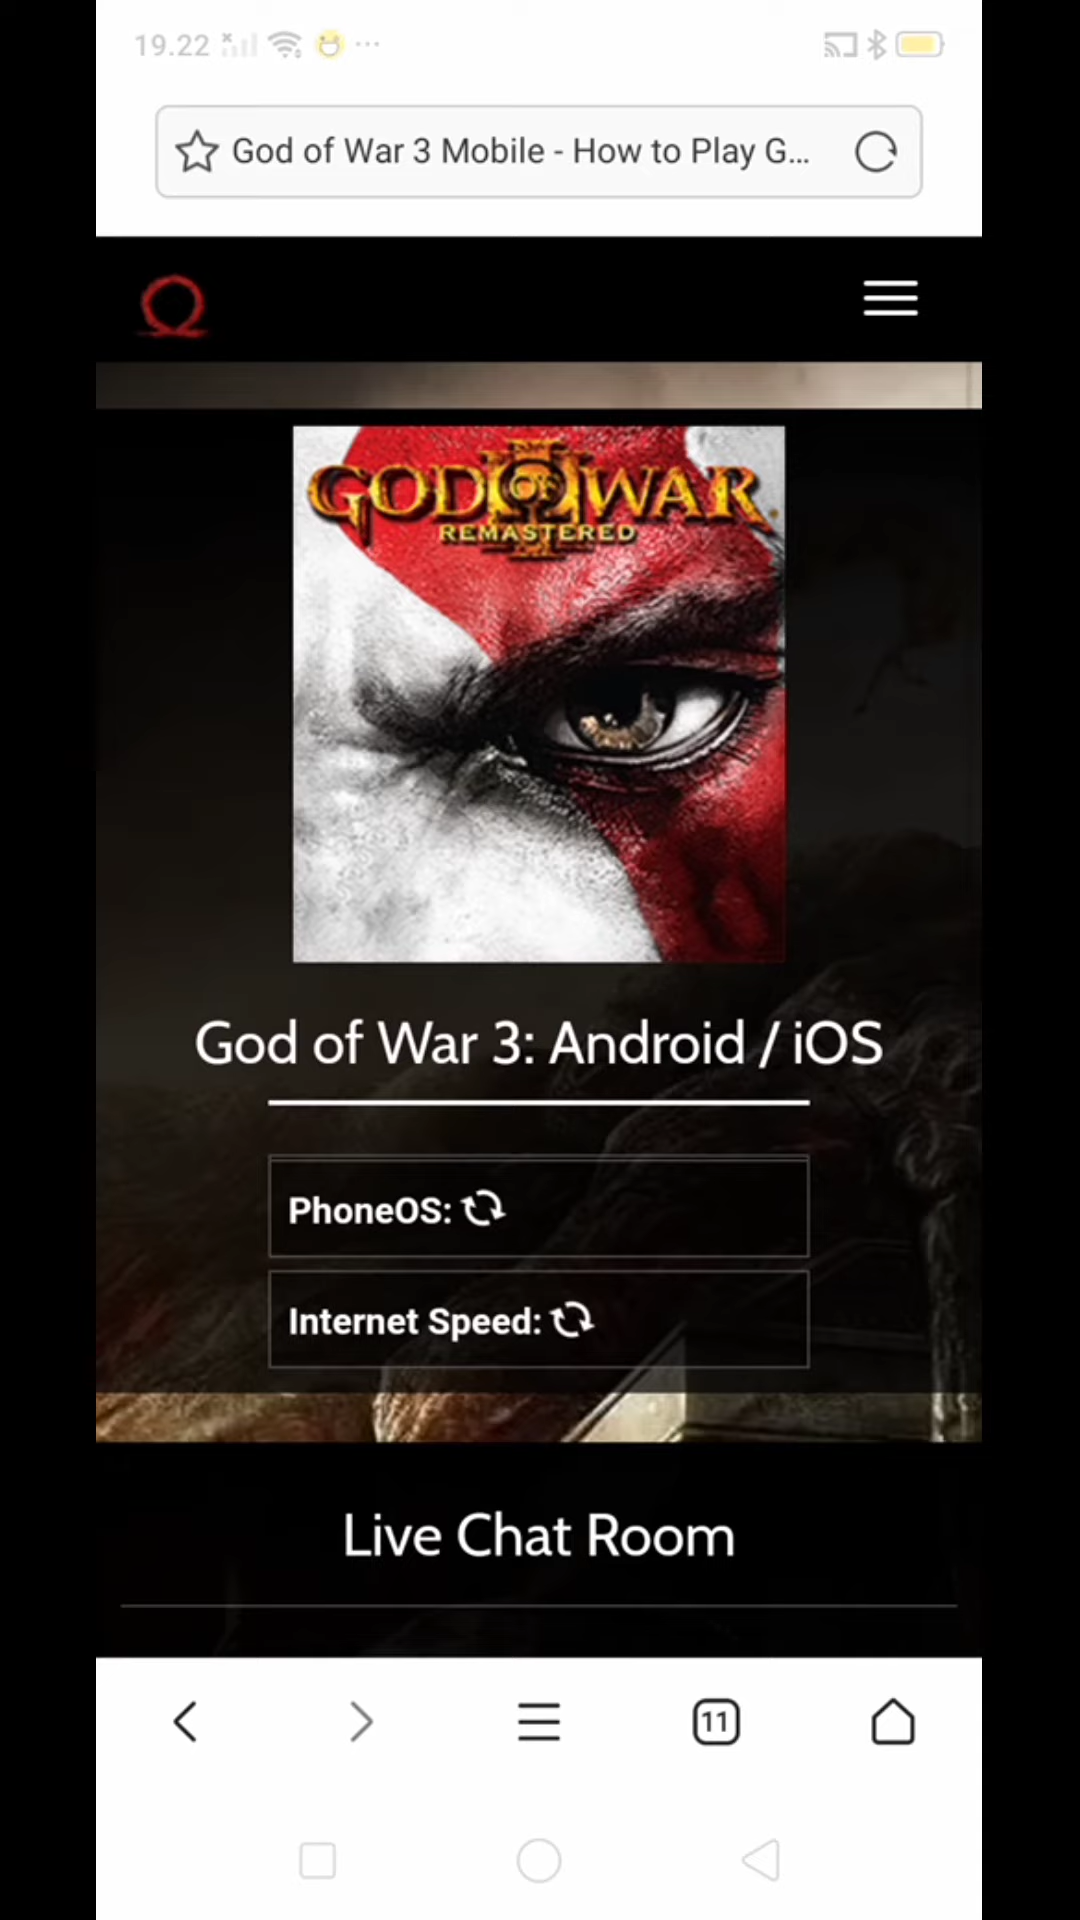 19.22
God of War 3 Mobile - How to Play G...
GOD OF WAR
III
REMASTERED
God of War 3: Android / iOS
PhoneOS:
Internet Speed:
Live Chat Room
11